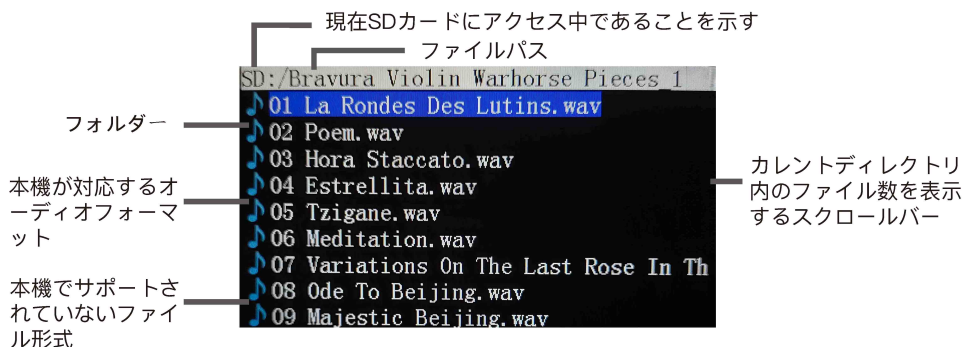 現在SDカードにアクセス中であることを示す
ファイルパス
SD:/Bravura Violin Warhorse Pieces 1
01 La Rondes Des Lutins.wav
02 Poem.wav
03 Hora Staccato.wav
04 Estrellita.wav
05 Tzigane.wav
06 Meditation.wav
07 Variations On The Last Rose In Th
08 Ode To Beijing.wav
09 Majestic Beijing.wav
フォルダー
本機が対応するオ
ーディオフォーマ
ット
本機でサポートさ
れていないファイ
ル形式
カレントディレクトリ
内のファイル数を表示
するスクロールバー